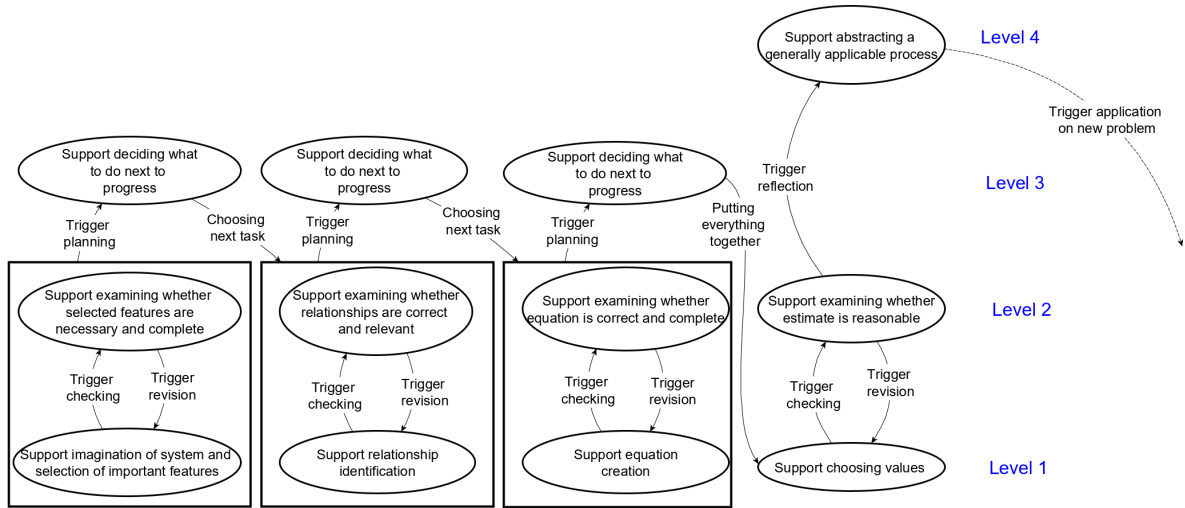 Support abstracting a
generally applicable process
Level 4
Trigger application
on new problem
Support deciding what
to do next to
progress
Support deciding what
to do next to
progress
Support deciding what
to do next to
progress
Trigger
reflection
Level 3
Trigger
planning
Choosing
next task
Trigger
planning
Choosing
next task
Trigger
planning
Putting
everything
together
Support examining whether
selected features are
necessary and complete
Support examining whether
relationships are correct
and relevant
Support examining whether
equation is correct and complete
Support examining whether
estimate is reasonable
Level 2
Trigger
checking
Trigger
revision
Trigger
checking
Trigger
revision
Trigger
checking
Trigger
revision
Trigger
checking
Trigger
revision
Support imagination of system and
selection of important features
Support relationship
identification
Support equation
creation
Support choosing values
Level 1